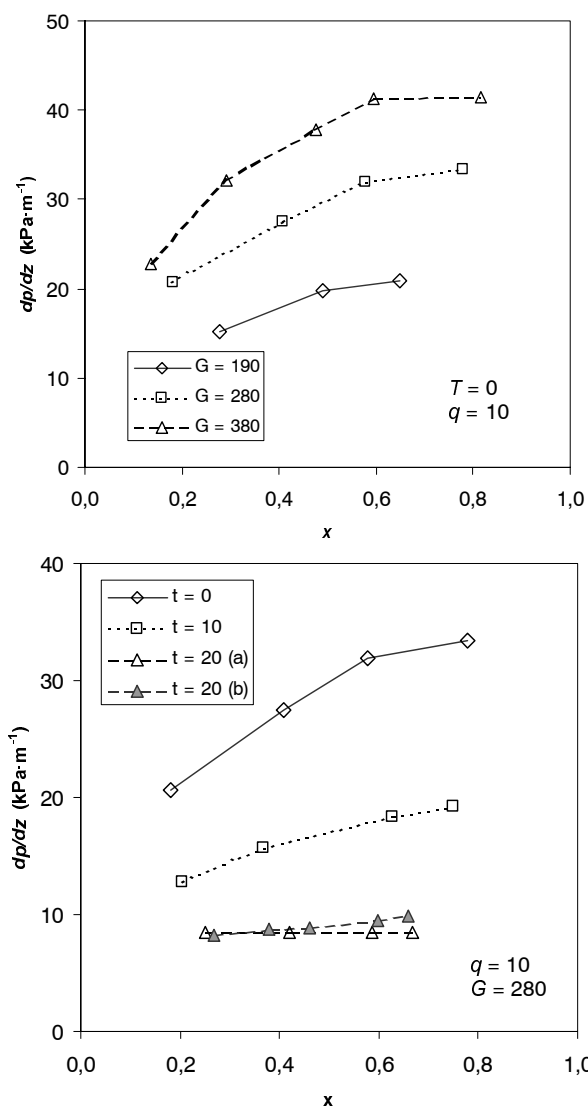 50
40
30
20
10
0
dp/dz (kPa·m⁻¹)
G = 190
G = 280
G = 380
T = 0
q = 10
0,0 0,2 0,4 0,6 0,8 1,0
x
40
30
20
10
0
dp/dz (kPa·m⁻¹)
t = 0
t = 10
t = 20 (a)
t = 20 (b)
q = 10
G = 280
0,0 0,2 0,4 0,6 0,8 1,0
x